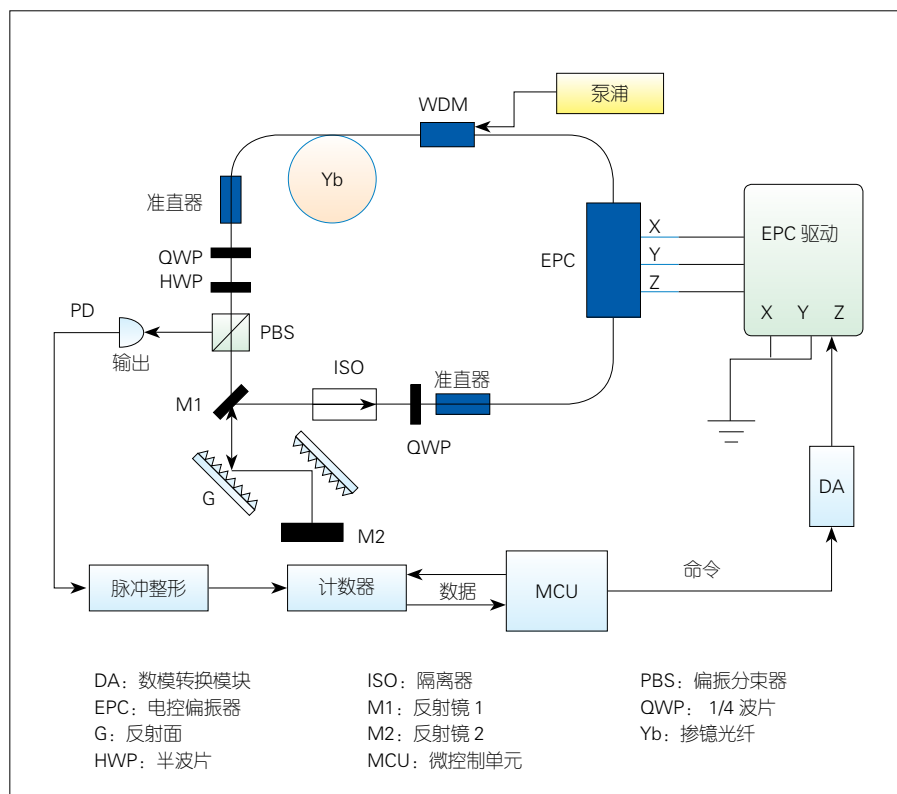 泵浦
WDM
Yb
准直器
QWP
HWP
EPC
X
Y
Z
EPC 驱动
X Y Z
PD
输出
PBS
ISO
准直器
M1
QWP
G
M2
DA
脉冲整形
计数器
数据
MCU
命令
DA：数模转换模块
ISO：隔离器
PBS：偏振分束器
EPC：电控偏振器
M1：反射镜 1
QWP： 1/4 波片
G：反射面
M2：反射镜 2
Yb：掺镜光纤
HWP：半波片
MCU：微控制单元